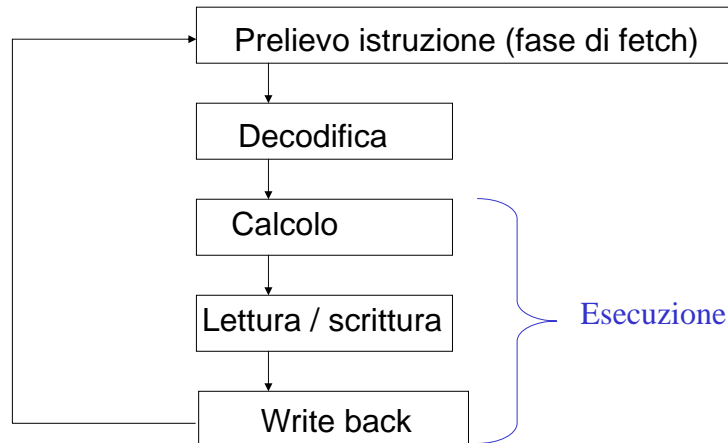 Prelievo istruzione (fase di fetch)
Decodifica
Calcolo
Lettura / scrittura
Esecuzione
Write back